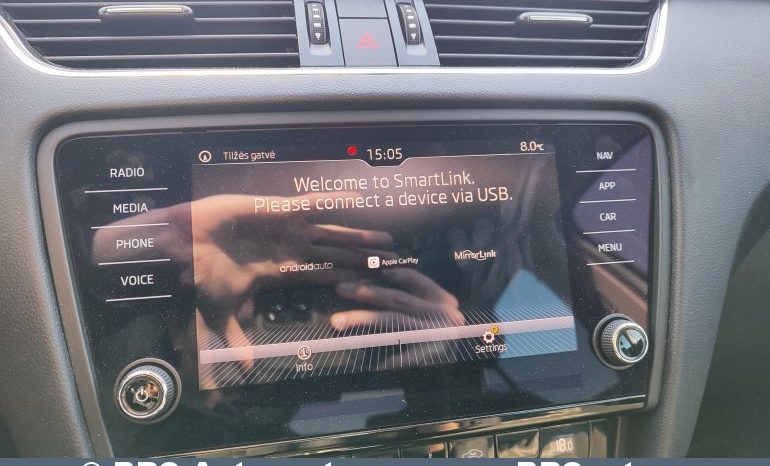 Tilžės gatvė 15:05 8.0°C
Welcome to SmartLink.
Please connect a device via USB.
androidauto Apple CarPlay MirrorLink
Info Settings
RADIO
MEDIA
PHONE
VOICE
NAV
APP
CAR
MENU